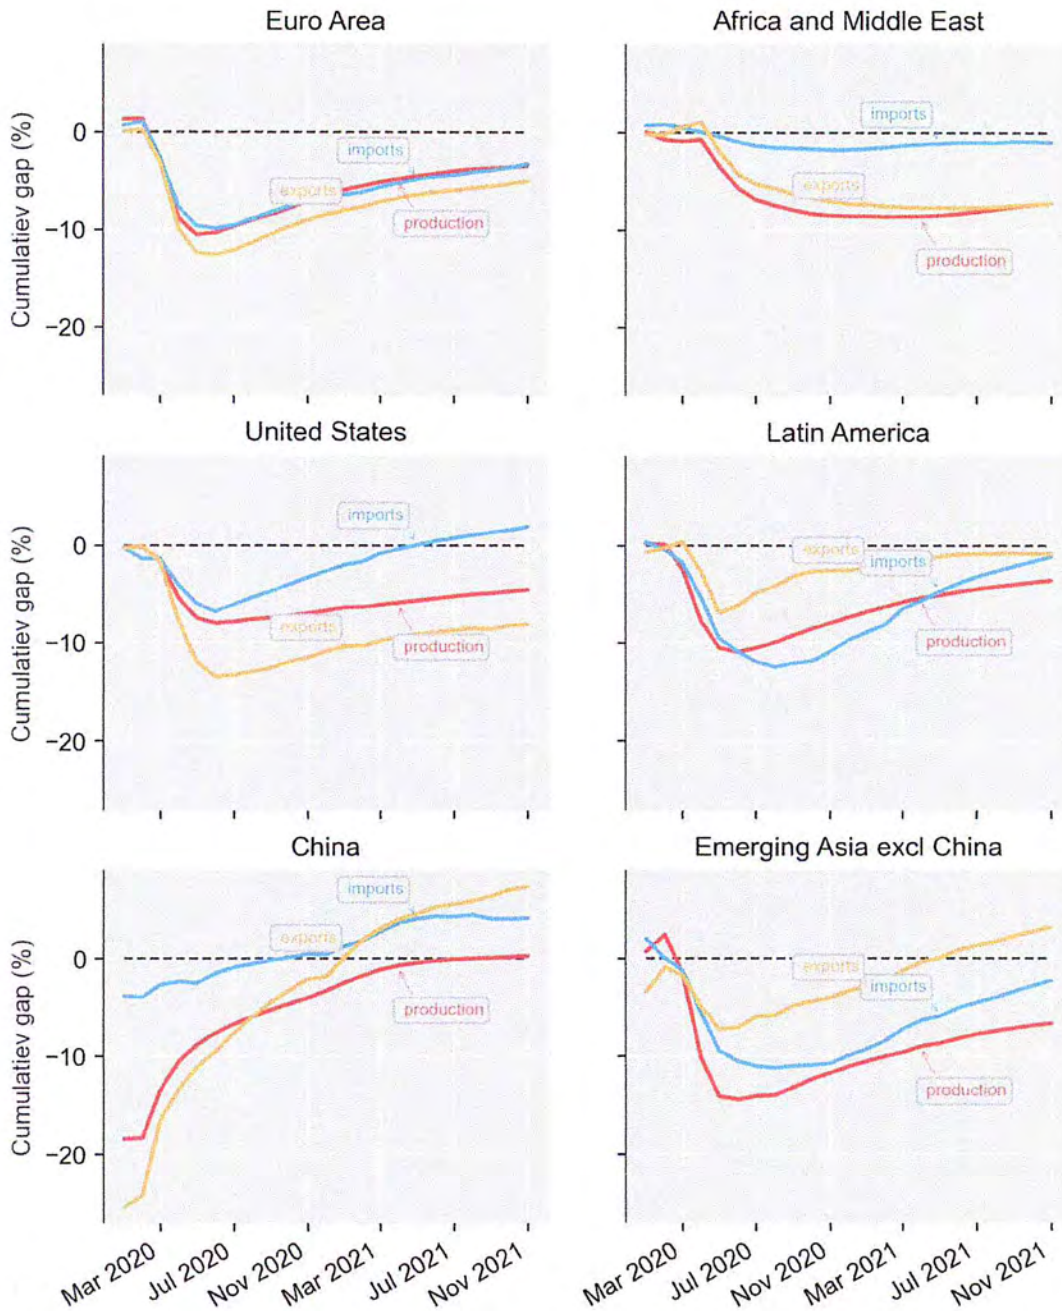 Euro Area
Africa and Middle East
Cumulatiev gap (%)
0
−10
−20
imports
exports
production
imports
exports
production
United States
Latin America
Cumulatiev gap (%)
0
−10
−20
imports
exports
production
exports
imports
production
China
Emerging Asia excl China
Cumulatiev gap (%)
0
−10
−20
imports
exports
production
exports
imports
production
Mar 2020
Jul 2020
Nov 2020
Mar 2021
Jul 2021
Nov 2021
Mar 2020
Jul 2020
Nov 2020
Mar 2021
Jul 2021
Nov 2021